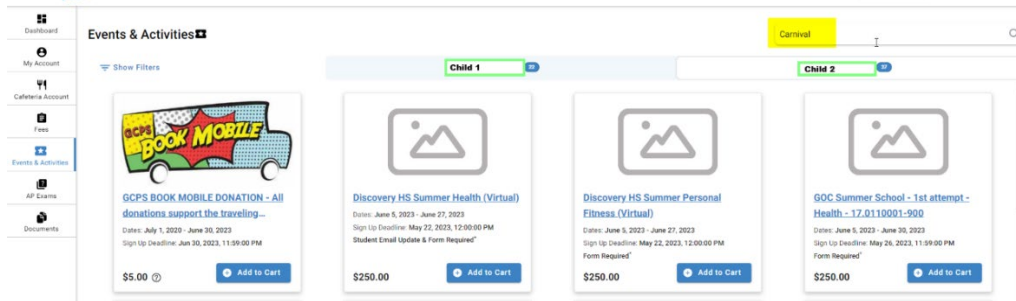 Dashboard
My Account
Cafeteria Account
Fees
Events & Activities
AP Exams
Documents
Events & Activities
Carnival
Show Filters
Child 1
Child 2
GCPS
BOOK MOBILE
GCPS BOOK MOBILE DONATION - All
donations support the traveling...
Dates: July 1, 2020 - June 30, 2023
Sign Up Deadline: Jun 30, 2023, 11:59:00 PM
$5.00
Add to Cart
Discovery HS Summer Health (Virtual)
Dates: June 5, 2023 - June 27, 2023
Sign Up Deadline: May 22, 2023, 12:00:00 PM
Student Email Update & Form Required*
$250.00
Add to Cart
Discovery HS Summer Personal
Fitness (Virtual)
Dates: June 5, 2023 - June 27, 2023
Sign Up Deadline: May 22, 2023, 12:00:00 PM
Form Required*
$250.00
Add to Cart
GOC Summer School - 1st attempt -
Health - 17.0110001-900
Dates: June 5, 2023 - June 30, 2023
Sign Up Deadline: May 26, 2023, 11:59:00 PM
Form Required*
$250.00
Add to Cart